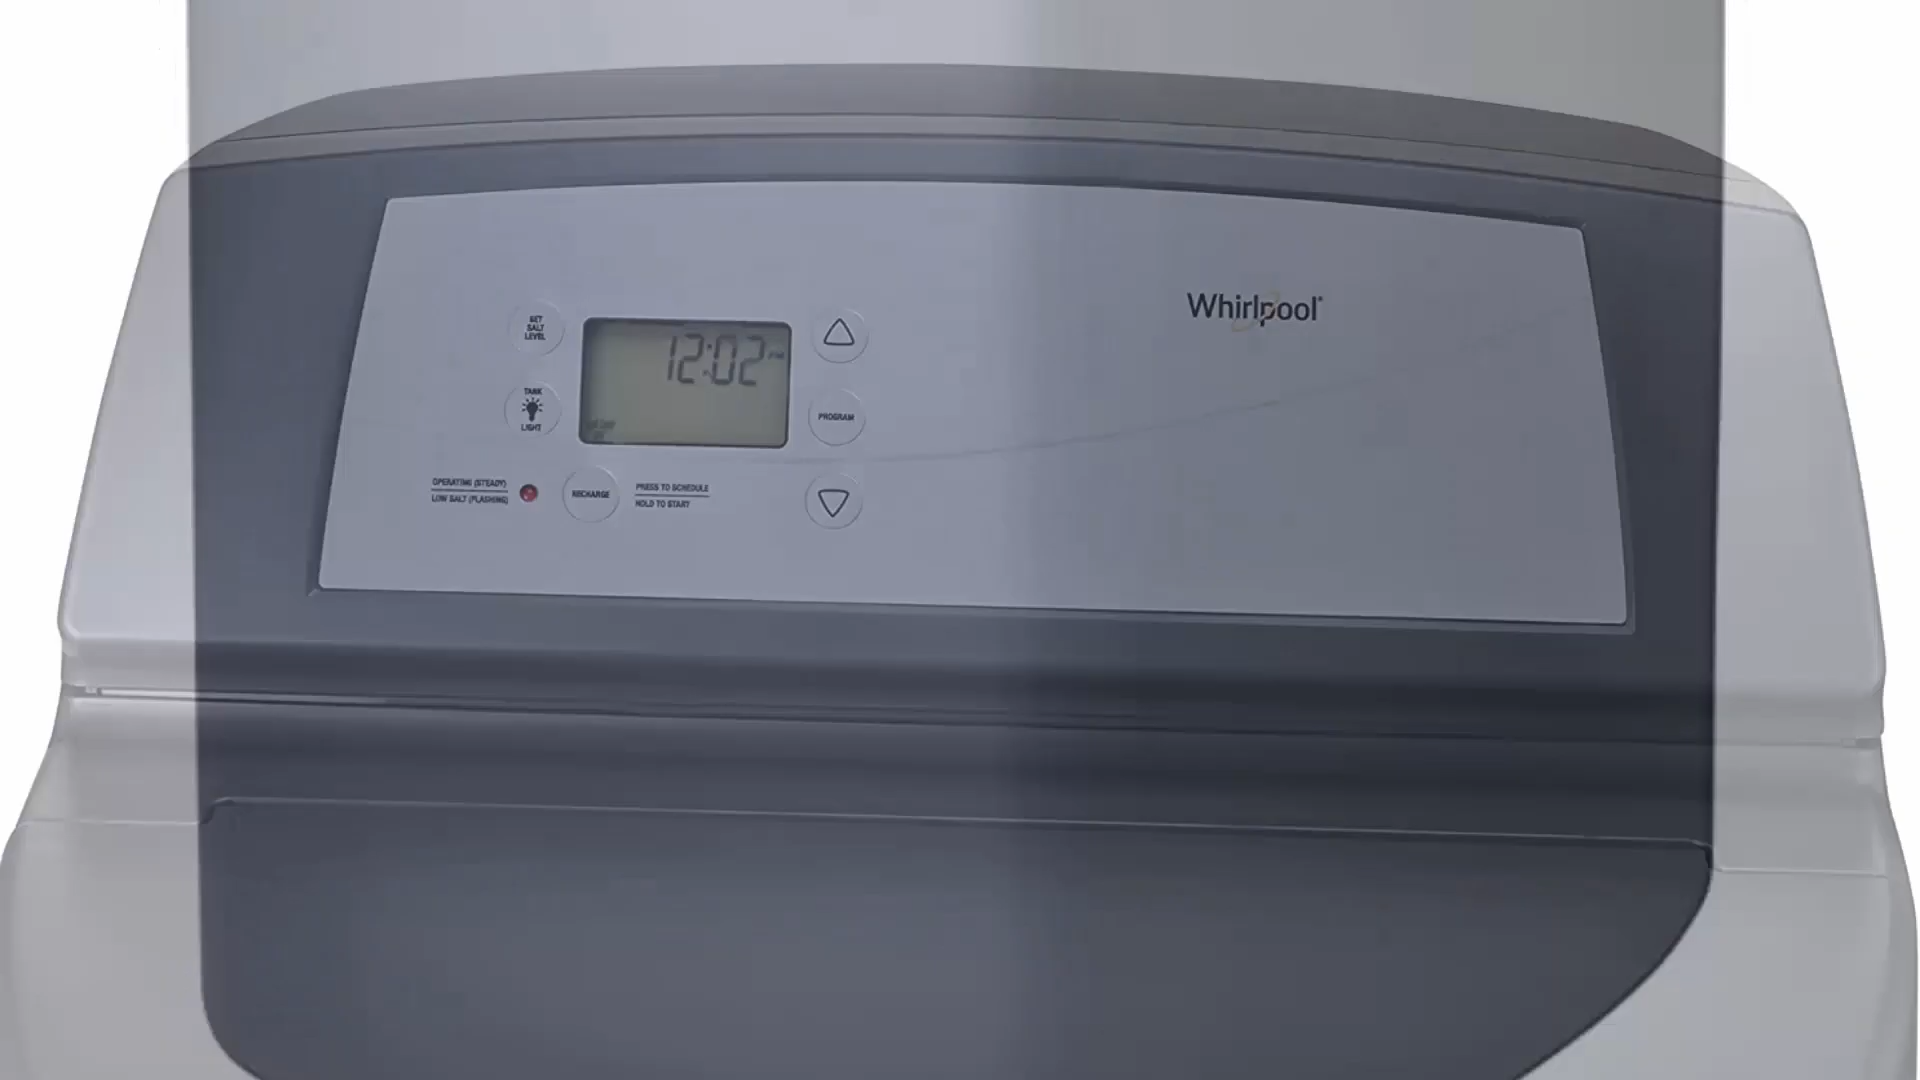 Whirlpool
SET
SALT
LEVEL
12:02 PM
TANK
LIGHT
PROGRAM
OPERATING (STEADY)
LOW SALT (FLASHING)
RECHARGE
PRESS TO SCHEDULE
HOLD TO START